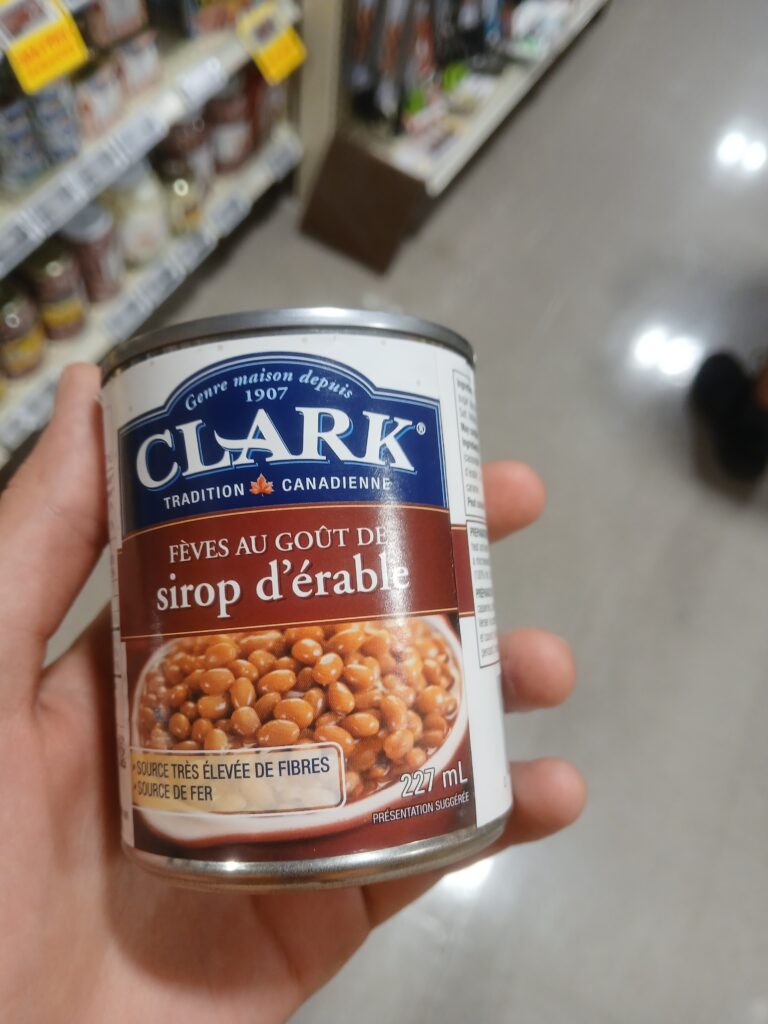 Genre maison depuis
1907
CLARK®
TRADITION CANADIENNE
FÈVES AU GOÛT DE
sirop d'érable
• SOURCE TRÈS ÉLEVÉE DE FIBRES
• SOURCE DE FER
227 mL
PRÉSENTATION SUGGÉRÉE